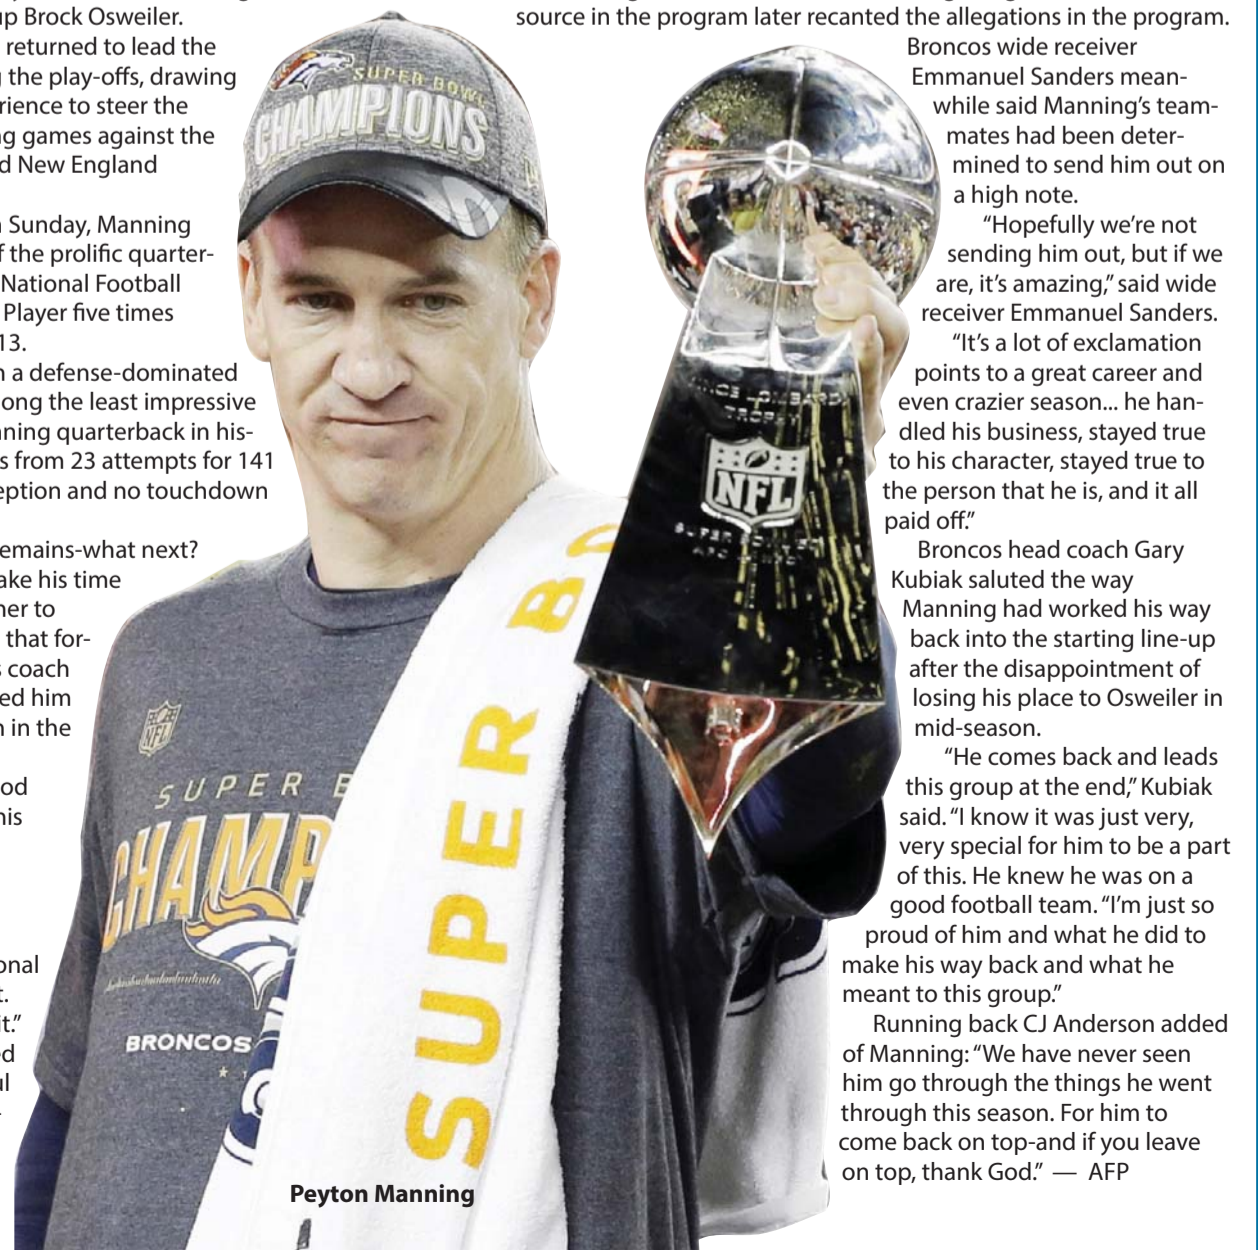 up Brock Osweiler.
returned to lead the
the play-offs, drawing
rience to steer the
games against the
New England
Sunday, Manning
f the prolific quarter-
National Football
Player five times
13.
a defense-dominated
ong the least impressive
nning quarterback in his-
s from 23 attempts for 141
eption and no touchdown
emains-what next?
ake his time
her to
that for-
s coach
ed him
in the
od
his
onal
t.
it.”
ed
ul
source in the program later recanted the allegations in the program.
Broncos wide receiver
Emmanuel Sanders mean-
while said Manning’s team-
mates had been deter-
mined to send him out on
a high note.
“Hopefully we’re not
sending him out, but if we
are, it’s amazing,” said wide
receiver Emmanuel Sanders.
“It’s a lot of exclamation
points to a great career and
even crazier season... he han-
dled his business, stayed true
to his character, stayed true to
the person that he is, and it all
paid off.”
Broncos head coach Gary
Kubiak saluted the way
Manning had worked his way
back into the starting line-up
after the disappointment of
losing his place to Osweiler in
mid-season.
“He comes back and leads
this group at the end,” Kubiak
said. “I know it was just very,
very special for him to be a part
of this. He knew he was on a
good football team. “I’m just so
proud of him and what he did to
make his way back and what he
meant to this group.”
Running back CJ Anderson added
of Manning: “We have never seen
him go through the things he went
through this season. For him to
come back on top-and if you leave
on top, thank God.” — AFP
SUPER BOWL
CHAMPIONS
VINCE LOMBARDI
TROPHY
NFL
SUPER BO
NFL
SUPER B
CHAMP
BRONCOS
Peyton Manning